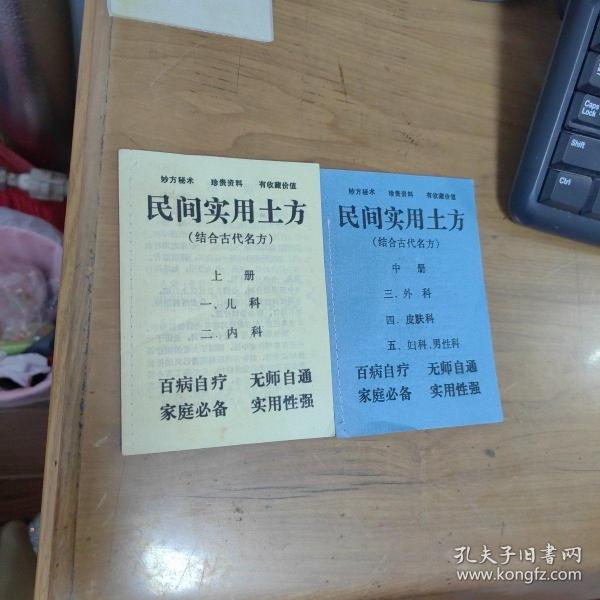 妙方秘术 珍贵资料 有收藏价值
民间实用土方
(结合古代名方)
上册
一、儿科
二、内科
百病自疗 无师自通
家庭必备 实用性强
妙方秘术 珍贵资料 有收藏价值
民间实用土方
(结合古代名方)
中册
三、外科
四、皮肤科
五、妇科、男性科
百病自疗 无师自通
家庭必备 实用性强
Caps Lock
Shift
Ctrl
孔夫子旧书网
www.kongfz.com